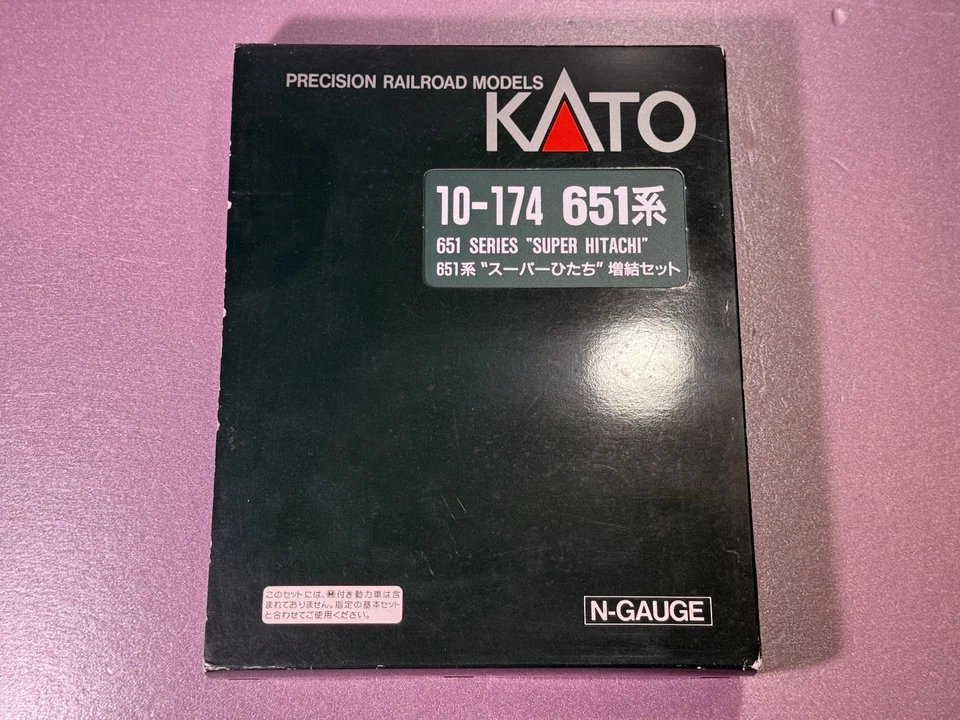 PRECISION RAILROAD MODELS
KATO
10-174 651系
651 SERIES "SUPER HITACHI"
651系 "スーパーひたち" 増結セット
このセットには、Ⓜ付き動力車は含
まれておりません。指定の基本セット
と合わせてご使用ください。
N-GAUGE